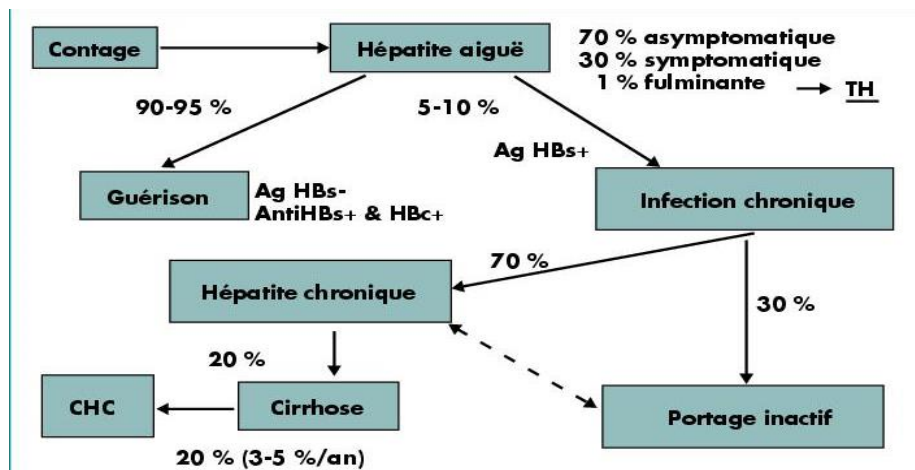 Contage
Hépatite aiguë
70 % asymptomatique
30 % symptomatique
1 % fulminante
TH
90-95 %
5-10 %
Ag HBs+
Guérison
Ag HBs-
AntiHBs+ & HBc+
Infection chronique
70 %
Hépatite chronique
30 %
20 %
CHC
Cirrhose
Portage inactif
20 % (3-5 %/an)